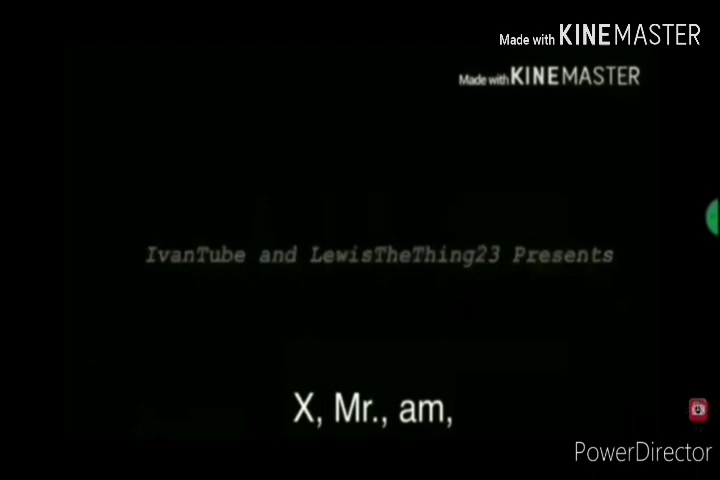 Made with KINEMASTER
Made with KINEMASTER
IvanTube and LewisTheThing23 Presents
X, Mr., am,
PowerDirector